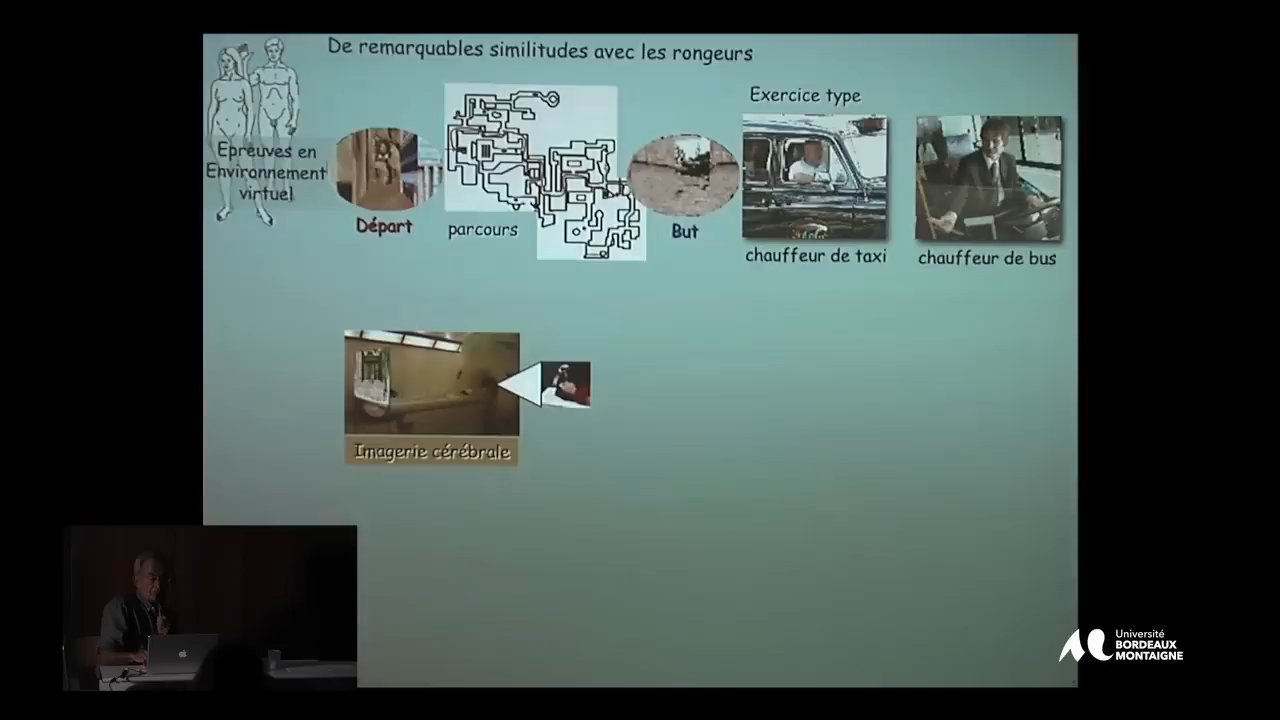 De remarquables similitudes avec les rongeurs
Exercice type
Epreuves en
Environnement
virtuel
Départ
parcours
But
chauffeur de taxi
chauffeur de bus
Imagerie cérébrale
Université
BORDEAUX
MONTAIGNE